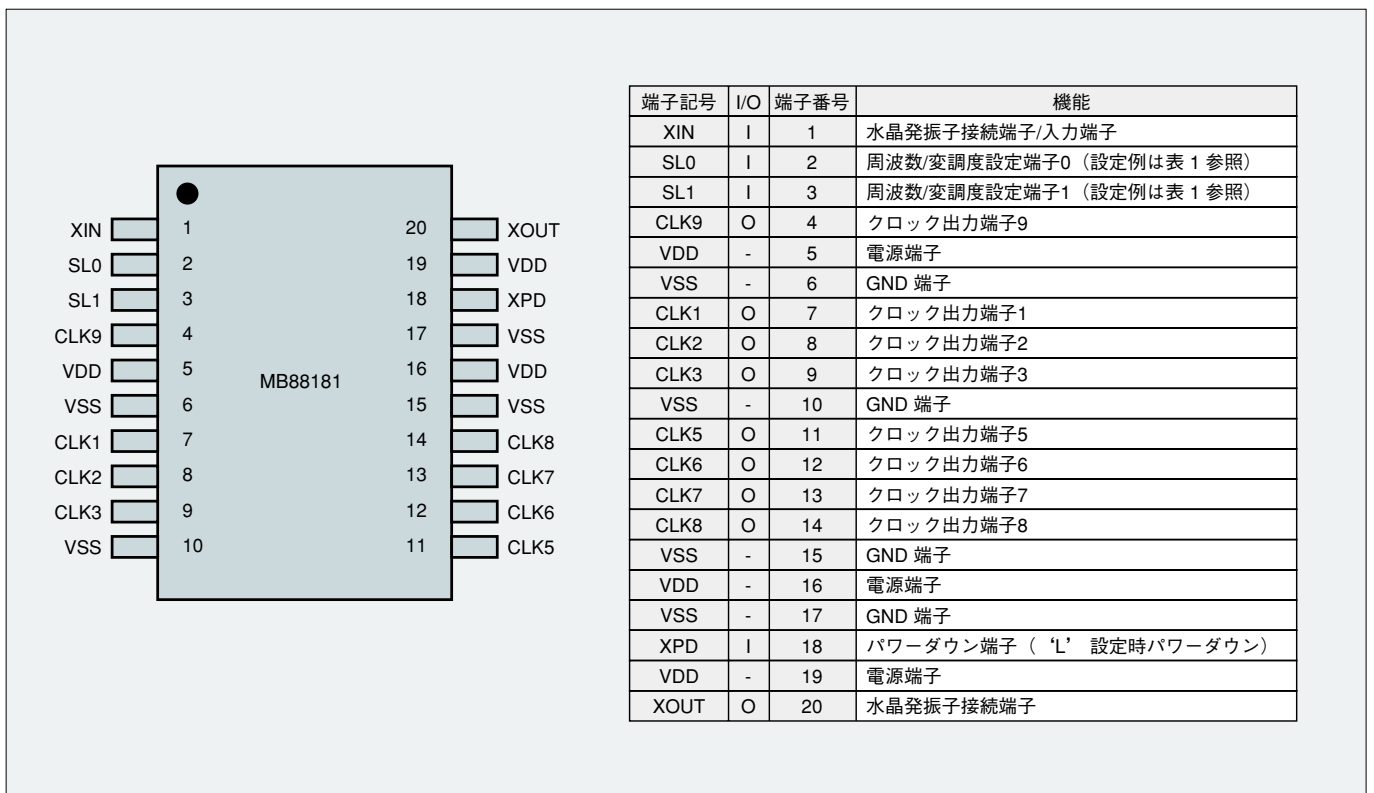 XIN 1 20 XOUT
SL0 2 19 VDD
SL1 3 18 XPD
CLK9 4 17 VSS
VDD 5 16 VDD
MB88181
VSS 6 15 VSS
CLK1 7 14 CLK8
CLK2 8 13 CLK7
CLK3 9 12 CLK6
VSS 10 11 CLK5
端子記号 I/O 端子番号 機能
XIN I 1 水晶発振子接続端子/入力端子
SL0 I 2 周波数/変調度設定端子0（設定例は表 1 参照）
SL1 I 3 周波数/変調度設定端子1（設定例は表 1 参照）
CLK9 O 4 クロック出力端子9
VDD - 5 電源端子
VSS - 6 GND 端子
CLK1 O 7 クロック出力端子1
CLK2 O 8 クロック出力端子2
CLK3 O 9 クロック出力端子3
VSS - 10 GND 端子
CLK5 O 11 クロック出力端子5
CLK6 O 12 クロック出力端子6
CLK7 O 13 クロック出力端子7
CLK8 O 14 クロック出力端子8
VSS - 15 GND 端子
VDD - 16 電源端子
VSS - 17 GND 端子
XPD I 18 パワーダウン端子（‘L’ 設定時パワーダウン）
VDD - 19 電源端子
XOUT O 20 水晶発振子接続端子